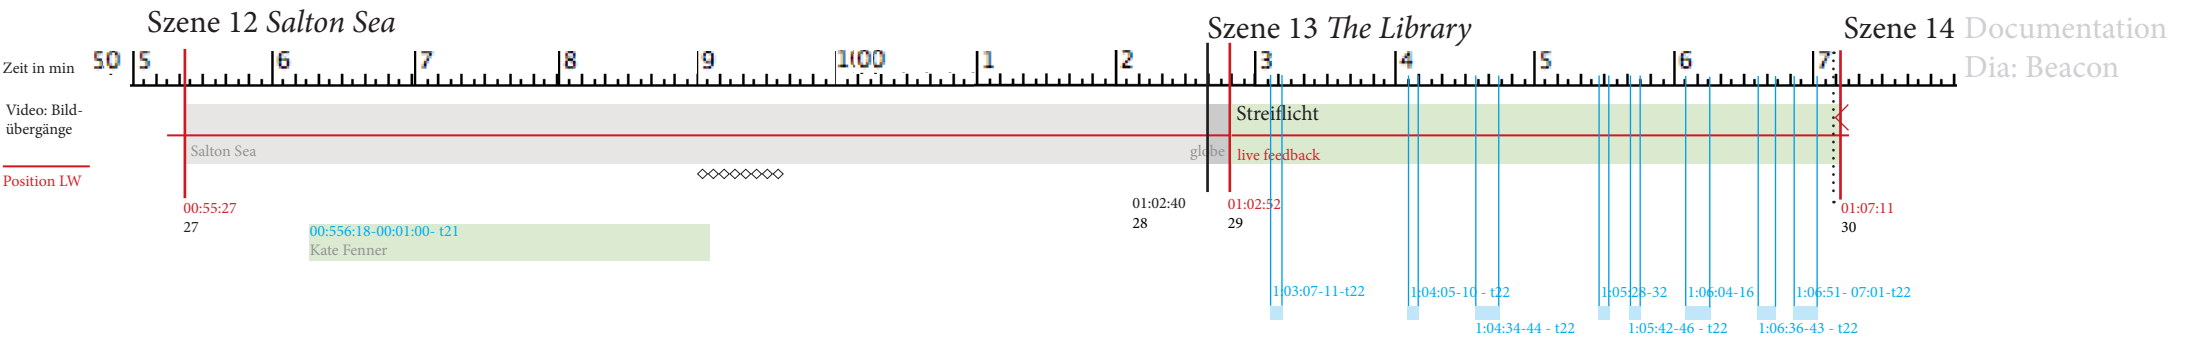 Szene 12 Salton Sea
Szene 13 The Library
Szene 14 Documentation
Dia: Beacon
Zeit in min
50 5 6 7 8 9 1(00 1 2 3 4 5 6 7
Video: Bild-
übergänge
Streiflicht
Salton Sea
globe
live feedback
Position LW
00:55:27
27
01:02:40
28
01:02:52
29
01:07:11
30
00:556:18-00:01:00- t21
Kate Fenner
1:03:07-11-t22
1:04:05-10 - t22
1:05:28-32
1:06:04-16
1:06:51- 07:01-t22
1:04:34-44 - t22
1:05:42-46 - t22
1:06:36-43 - t22